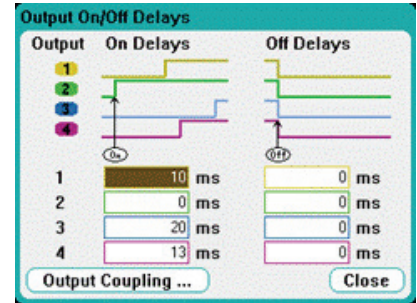 Output On/Off Delays
Output On Delays Off Delays
1
2
3
4
On Off
1 10 ms 0 ms
2 0 ms 0 ms
3 20 ms 0 ms
4 13 ms 0 ms
Output Coupling ... Close